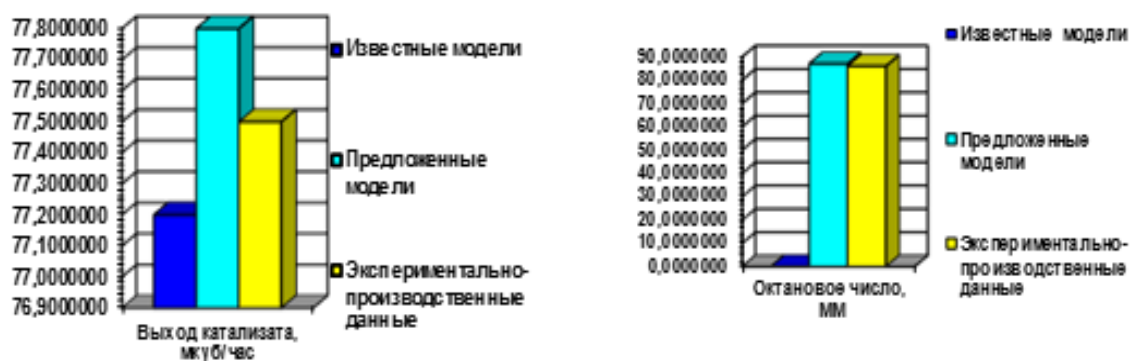 77,8000000
77,7000000
77,6000000
77,5000000
77,4000000
77,3000000
77,2000000
77,1000000
77,0000000
76,9000000
Выход катализата,
мкуб/час
Известные модели
Предложенные
модели
Экспериментально-
производственные
данные
90,0000000
80,0000000
70,0000000
60,0000000
50,0000000
40,0000000
30,0000000
20,0000000
10,0000000
0,0000000
Октановое число,
ММ
Известные модели
Предложенные
модели
Экспериментально-
производственные
данные